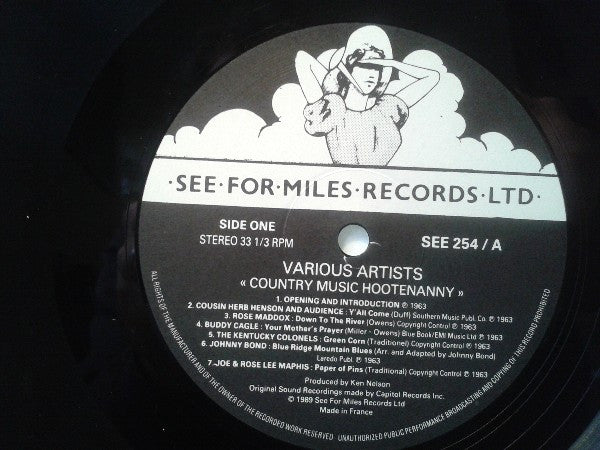 ·SEE·FOR·MILES·RECORDS·LTD·
SIDE ONE
STEREO 33 1/3 RPM
SEE 254 / A
VARIOUS ARTISTS
« COUNTRY MUSIC HOOTENANNY »
1. OPENING AND INTRODUCTION ℗ 1963
2. COUSIN HERB HENSON AND AUDIENCE : Y'All Come (Duff) Southern Music Publ. Co ℗ 1963
3. ROSE MADDOX : Down To The River (Owens) Copyright Control ℗ 1963
4. BUDDY CAGLE : Your Mother's Prayer (Miller - Owens) Blue Book/EMI Music Ltd ℗ 1963
5. THE KENTUCKY COLONELS : Green Corn (Traditionel) Copyright Control ℗ 1963
6. JOHNNY BOND : Blue Ridge Mountain Blues (Arr. and Adapted by Johnny Bond)
Laredo Publ ℗ 1963
7-JOE & ROSE LEE MAPHIS : Paper of Pins (Traditional) Copyright Control ℗ 1963
Produced by Ken Nelson
Original Sound Recordings made by Capitol Records Inc.
© 1989 See For Miles Records Ltd
Made in France
ALL RIGHTS OF THE MANUFACTURER AND OF THE OWNER OF THE RECORDED WORK RESERVED UNAUTHORIZED PUBLIC PERFORMANCE BROADCASTING AND COPYING OF THIS RECORD PROHIBITED